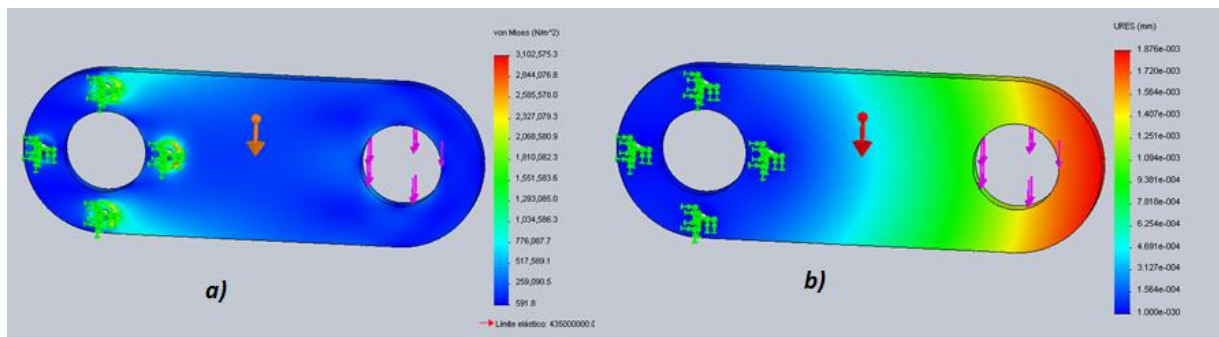 von Mises (N/m^2)
3,102,575.3
2,844,076.8
2,585,578.0
2,327,079.3
2,068,580.9
1,810,082.3
1,551,583.6
1,293,085.0
1,034,586.3
776,087.7
517,589.1
259,090.5
591.8
Límite elástico: 435000000.0
a)
URES (mm)
1.876e-003
1.720e-003
1.564e-003
1.407e-003
1.251e-003
1.094e-003
9.381e-004
7.818e-004
6.254e-004
4.691e-004
3.127e-004
1.564e-004
1.000e-030
b)